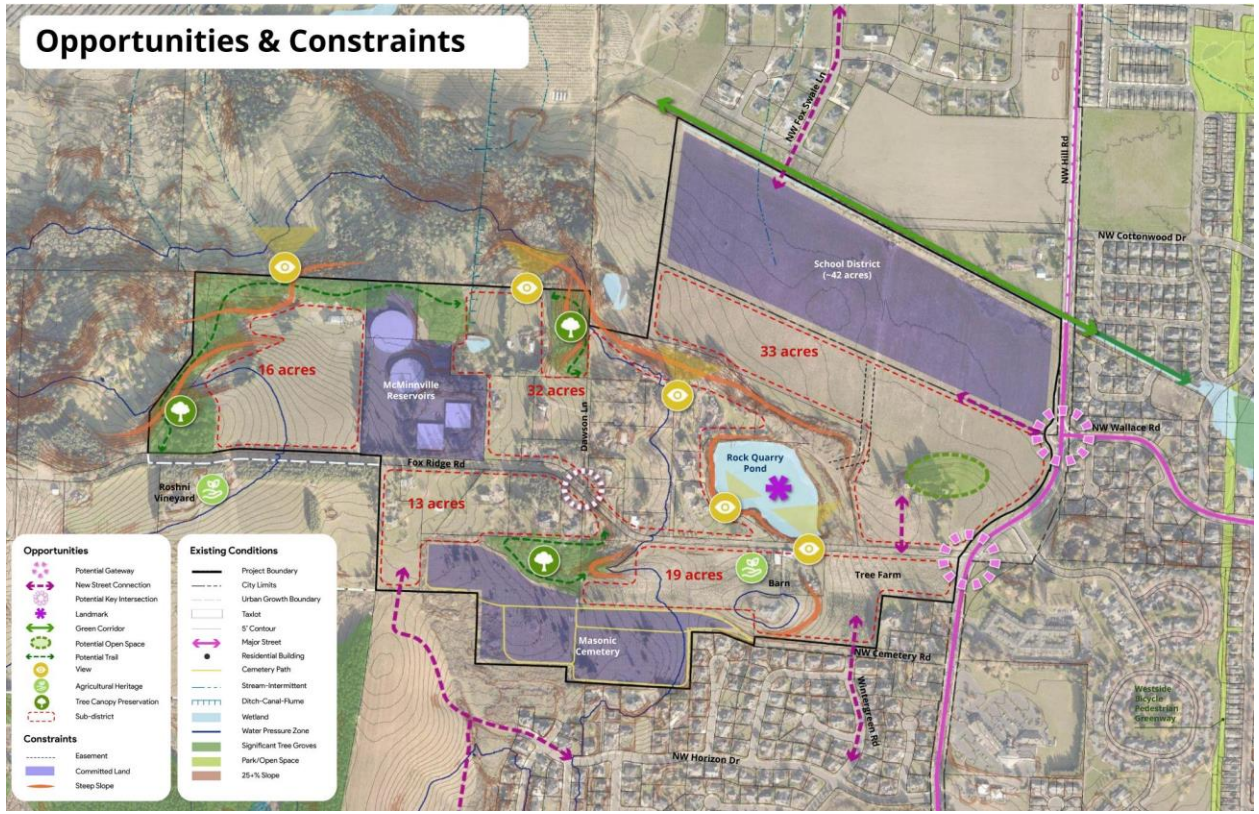 Opportunities & Constraints
NW Fox Swale Ln
NW Hill Rd
NW Cottonwood Dr
School District
(~42 acres)
33 acres
16 acres
McMinnville
Reservoirs
32 acres
Dawson Ln
NW Wallace Rd
Rock Quarry
Pond
Fox Ridge Rd
Roshni
Vineyard
13 acres
19 acres
Barn
Tree Farm
Masonic
Cemetery
NW Cemetery Rd
Wintergreen Rd
NW Horizon Dr
Westside
Bicycle
Pedestrian
Greenway
Opportunities
Potential Gateway
New Street Connection
Potential Key Intersection
Landmark
Green Corridor
Potential Open Space
Potential Trail
View
Agricultural Heritage
Tree Canopy Preservation
Sub-district
Constraints
Easement
Committed Land
Steep Slope
Existing Conditions
Project Boundary
City Limits
Urban Growth Boundary
Taxlot
5' Contour
Major Street
Residential Building
Cemetery Path
Stream-Intermittent
Ditch-Canal-Flume
Wetland
Water Pressure Zone
Significant Tree Groves
Park/Open Space
25+% Slope